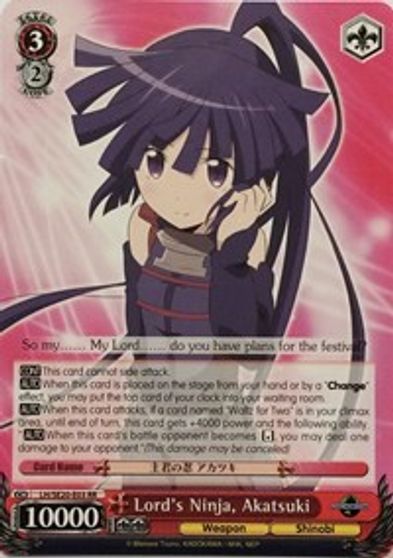 3
2
So my...... My Lord...... do you have plans for the festival?
CONT This card cannot side attack.
AUTO When this card is placed on the stage from your hand or by a "Change"
effect, you may put the top card of your clock into your waiting room.
AUTO When this card attacks, if a card named "Waltz for Two" is in your climax
area, until end of turn, this card gets +4000 power and the following ability.
AUTO When this card's battle opponent becomes [-], you may deal one
damage to your opponent." (This damage may be canceled)
Card Name 主君の忍 アカツキ
LH/SE20-E03 RR
10000
Lord's Ninja, Akatsuki
Weapon Shinobi